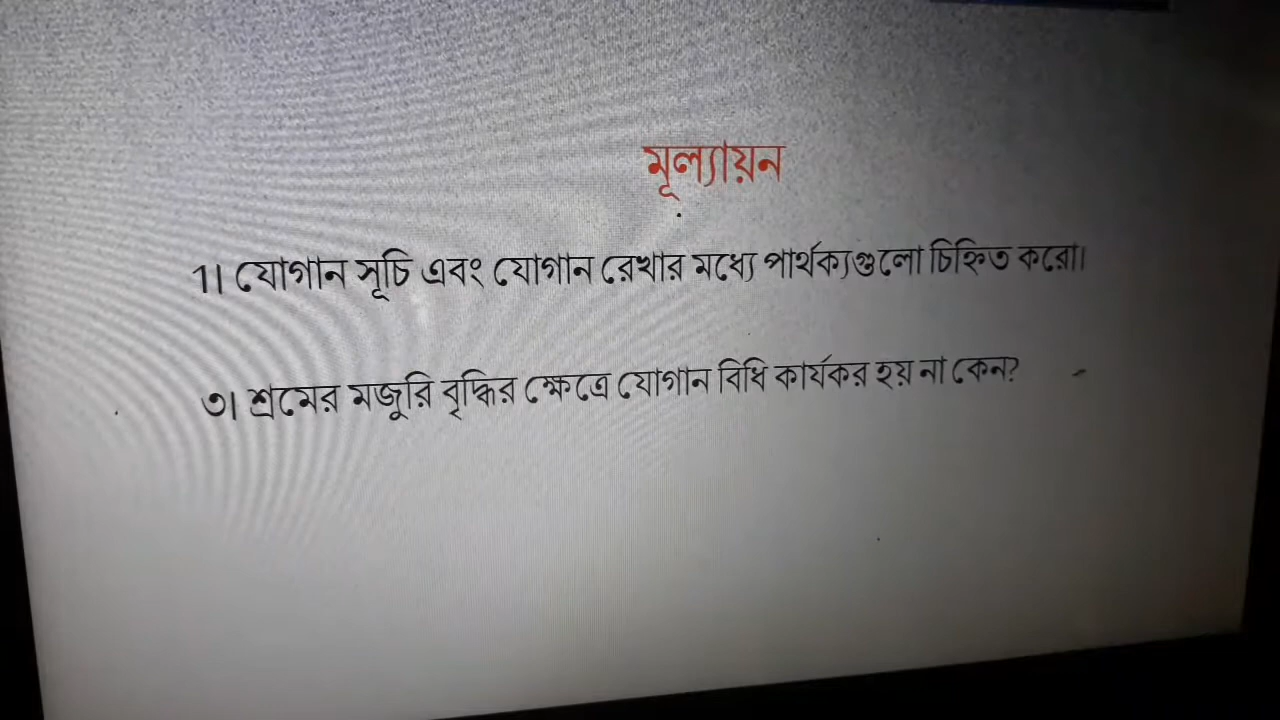 মূল্যায়ন
1। যোগান সূচি এবং যোগান রেখার মধ্যে পার্থক্যগুলো চিহ্নিত করো।
৩। শ্রমের মজুরি বৃদ্ধির ক্ষেত্রে যোগান বিধি কার্যকর হয় না কেন?